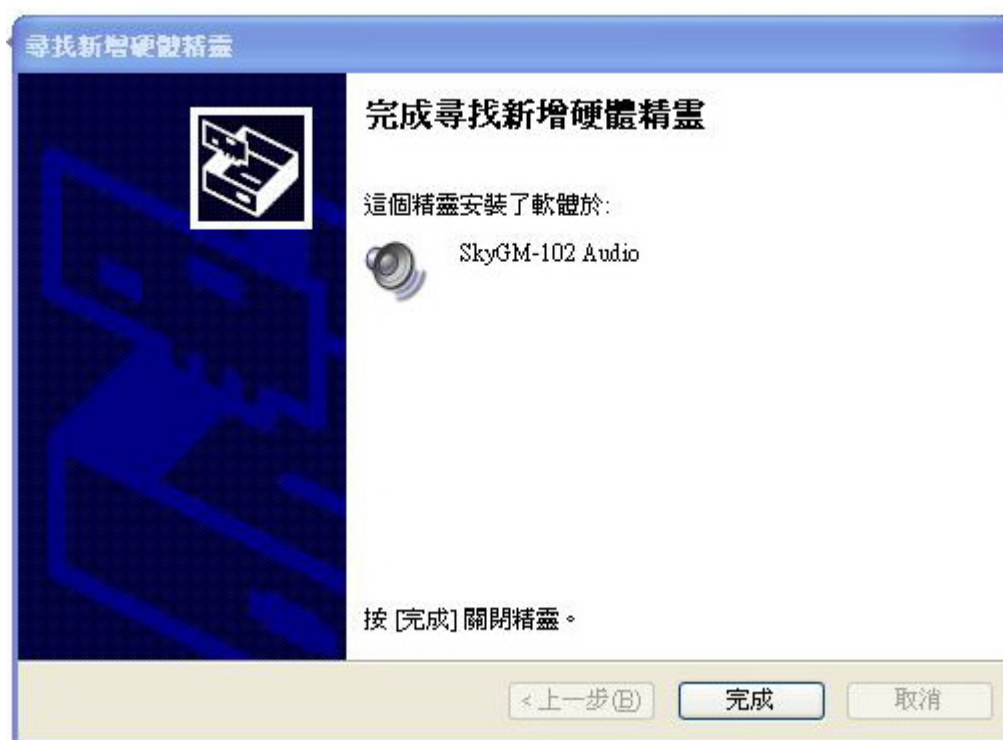 尋找新增硬體精靈
完成尋找新增硬體精靈
這個精靈安裝了軟體於:
SkyGM-102 Audio
按 [完成] 關閉精靈。
<上一步(B)
完成
取消